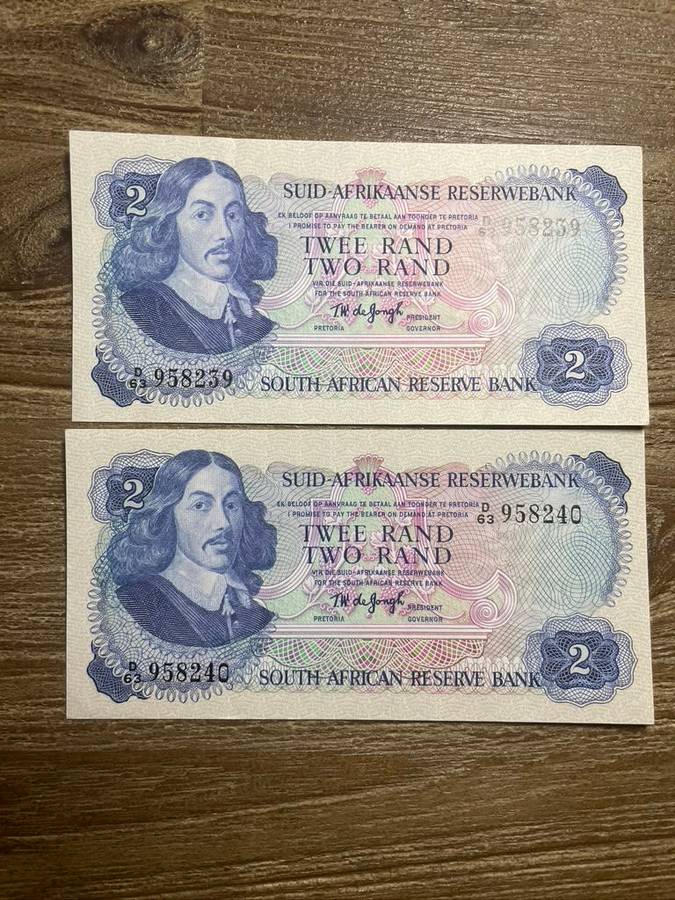 2
SUID-AFRIKAANSE RESERWEBANK
EK BELOOF OP AANVRAAG TE BETAAL AAN TOONDER TE PRETORIA
I PROMISE TO PAY THE BEARER ON DEMAND AT PRETORIA
D/63 958239
TWEE RAND
TWO RAND
VIR DIE SUID-AFRIKAANSE RESERWEBANK
FOR THE SOUTH AFRICAN RESERVE BANK
T.W. de Jongh
PRESIDENT
PRETORIA GOVERNOR
2
D/63 958239
SOUTH AFRICAN RESERVE BANK
2
SUID-AFRIKAANSE RESERWEBANK
EK BELOOF OP AANVRAAG TE BETAAL AAN TOONDER TE PRETORIA
I PROMISE TO PAY THE BEARER ON DEMAND AT PRETORIA
D/63 958240
TWEE RAND
TWO RAND
VIR DIE SUID-AFRIKAANSE RESERWEBANK
FOR THE SOUTH AFRICAN RESERVE BANK
T.W. de Jongh
PRESIDENT
PRETORIA GOVERNOR
2
D/63 958240
SOUTH AFRICAN RESERVE BANK